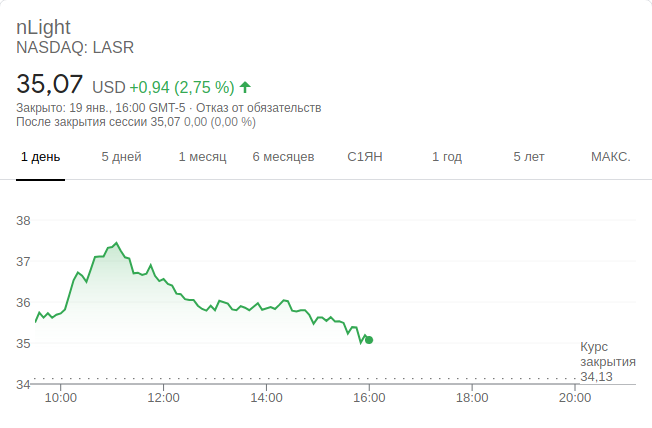 nLight
NASDAQ: LASR
35,07 USD +0,94 (2,75 %)
Закрыто: 19 янв., 16:00 GMT-5 · Отказ от обязательств
После закрытия сессии 35,07 0,00 (0,00 %)
1 день 5 дней 1 месяц 6 месяцев С1ЯН 1 год 5 лет МАКС.
38
37
36
35
34
Курс
закрытия
34,13
10:00 12:00 14:00 16:00 18:00 20:00